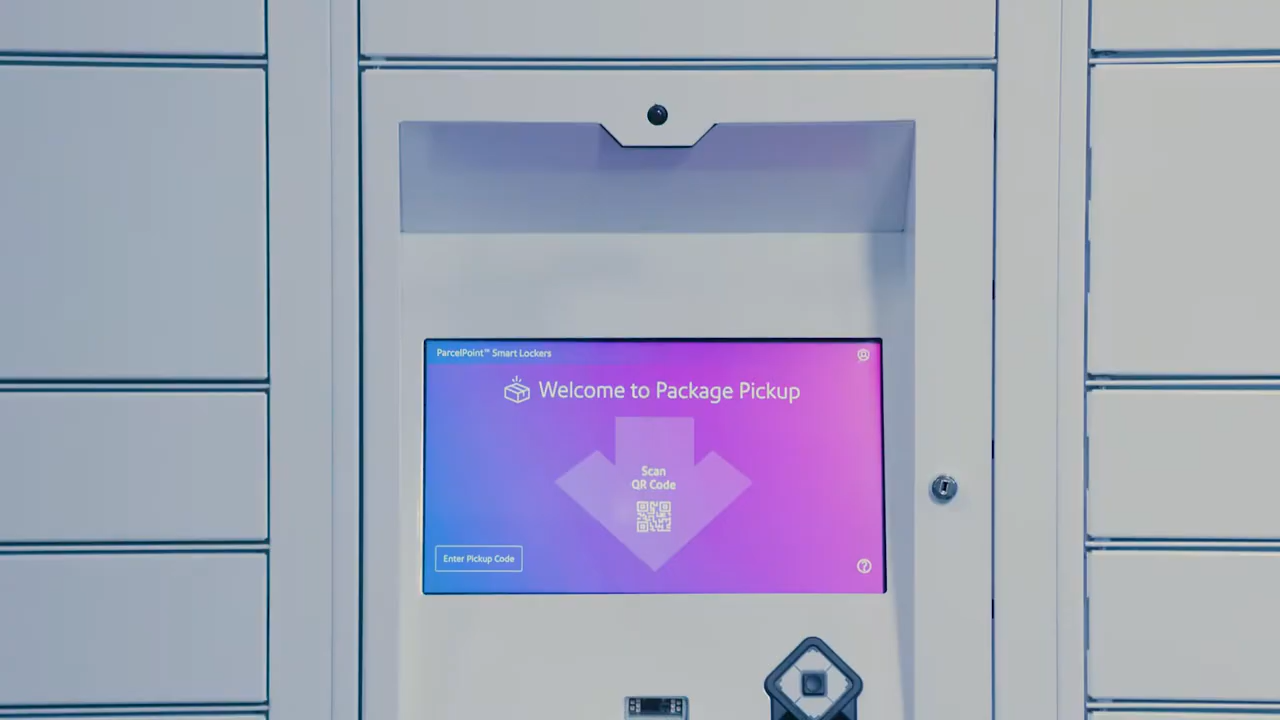 ParcelPoint™ Smart Lockers
Welcome to Package Pickup
Scan
QR Code
Enter Pickup Code